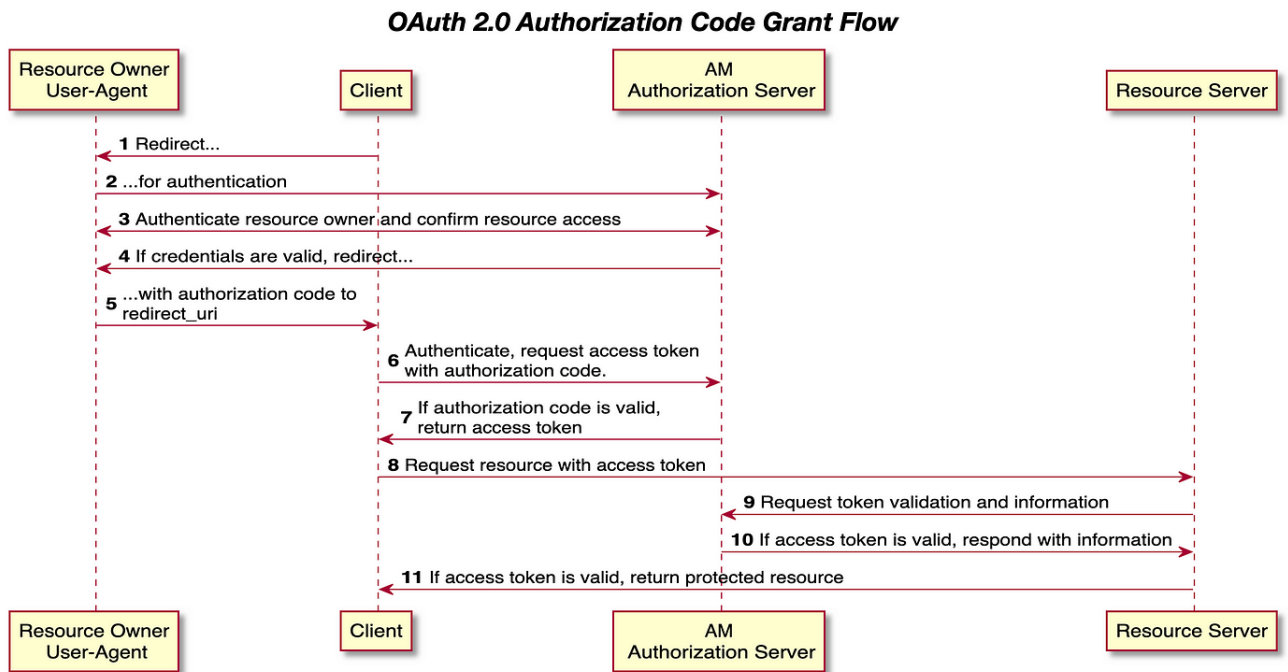 OAuth 2.0 Authorization Code Grant Flow
Resource Owner
User-Agent
Client
AM
Authorization Server
Resource Server
1 Redirect...
2 ...for authentication
3 Authenticate resource owner and confirm resource access
4 If credentials are valid, redirect...
5 ...with authorization code to
redirect_uri
6 Authenticate, request access token
with authorization code.
7 If authorization code is valid,
return access token
8 Request resource with access token
9 Request token validation and information
10 If access token is valid, respond with information
11 If access token is valid, return protected resource
Resource Owner
User-Agent
Client
AM
Authorization Server
Resource Server